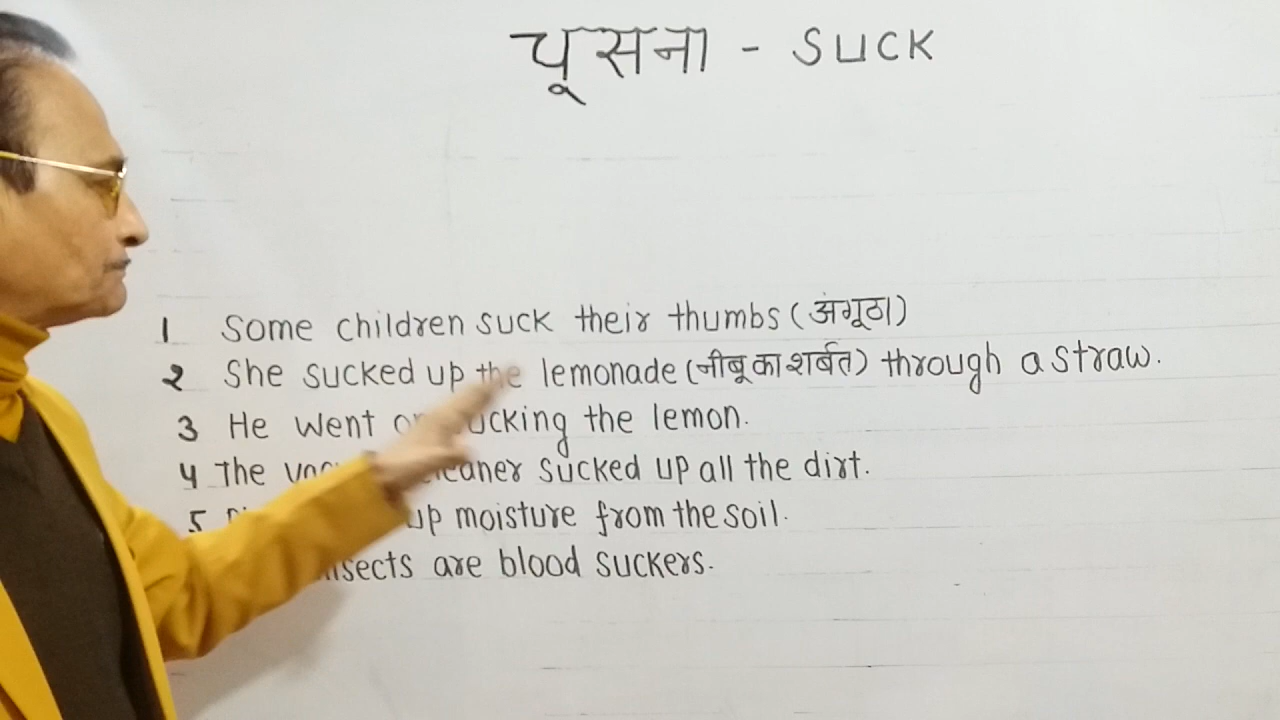 चूसना - SUCK
1 Some children suck their thumbs (अंगूठा)
२ She sucked up the lemonade (नीबू का शर्बत) through a straw.
3 He went sucking the lemon.
4 The cleaner sucked up all the dirt.
5 up moisture from the soil.
are blood suckers.